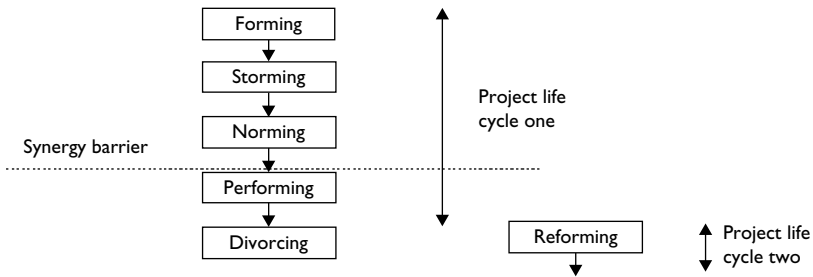 Forming
Storming
Project life
cycle one
Norming
Synergy barrier
Performing
Divorcing
Reforming
Project life
cycle two